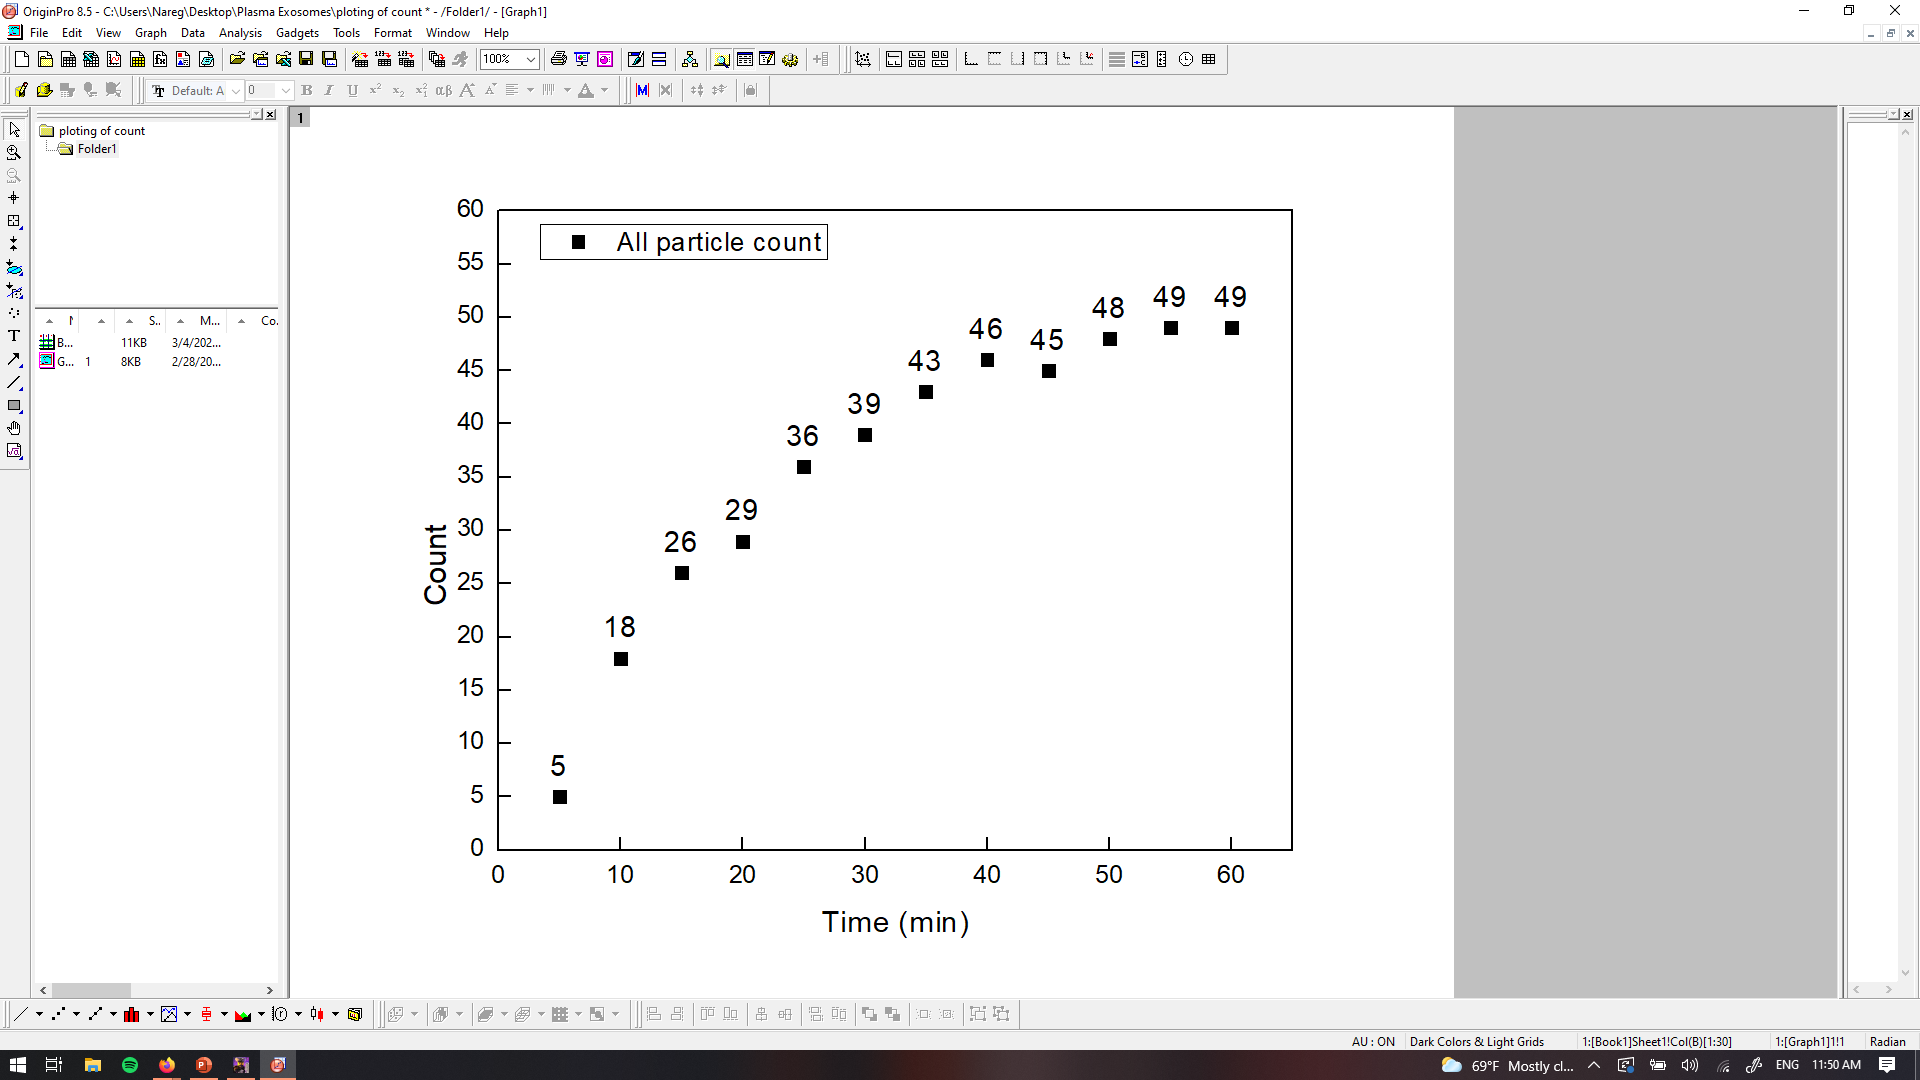 OriginPro 8.5 - C:\Users\Nareg\Desktop\Plasma Exosomes\ploting of count * - /Folder1/ - [Graph1]
File Edit View Graph Data Analysis Gadgets Tools Format Window Help
100%
Default: A 0 B I U x² x₂ αβ A A A
ploting of count
Folder1
S.. M... Co.
B... 11KB 3/4/202...
G... 1 8KB 2/28/20...
1
All particle count
60
55
50
45
40
35
30
25
20
15
10
5
0
Count
5
18
26
29
36
39
43
46
45
48
49
49
0 10 20 30 40 50 60
Time (min)
AU : ON Dark Colors & Light Grids 1:[Book1]Sheet1!Col(B)[1:30] 1:[Graph1]1!1 Radian
69°F Mostly cl... ENG 11:50 AM